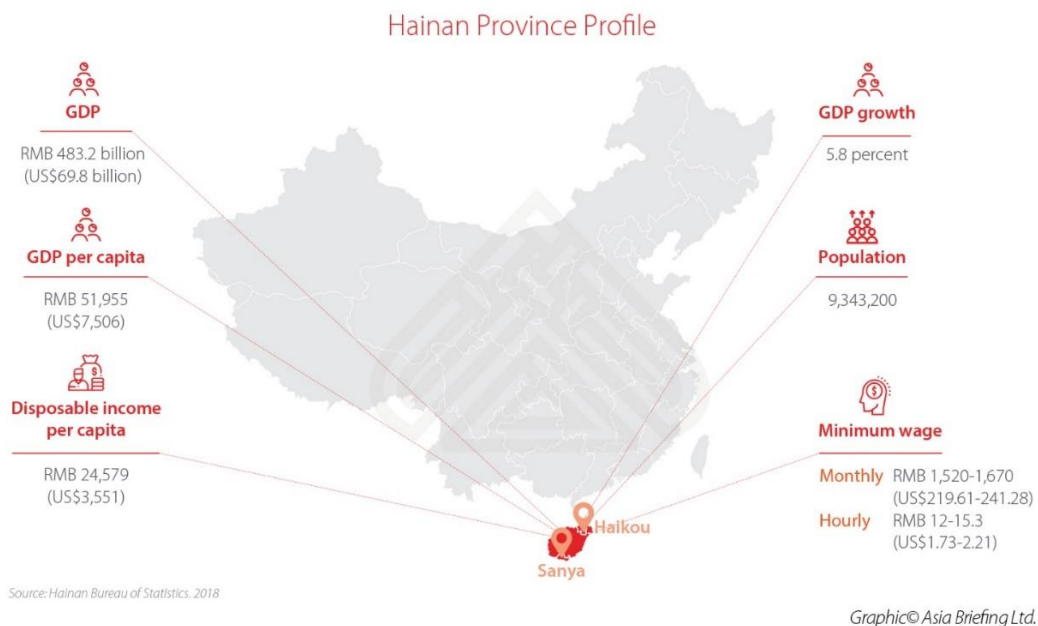 Hainan Province Profile
GDP
RMB 483.2 billion
(US$69.8 billion)
GDP per capita
RMB 51,955
(US$7,506)
Disposable income
per capita
RMB 24,579
(US$3,551)
GDP growth
5.8 percent
Population
9,343,200
Minimum wage
Monthly RMB 1,520-1,670
(US$219.61-241.28)
Hourly RMB 12-15.3
(US$1.73-2.21)
Haikou
Sanya
Source: Hainan Bureau of Statistics. 2018
Graphic© Asia Briefing Ltd.